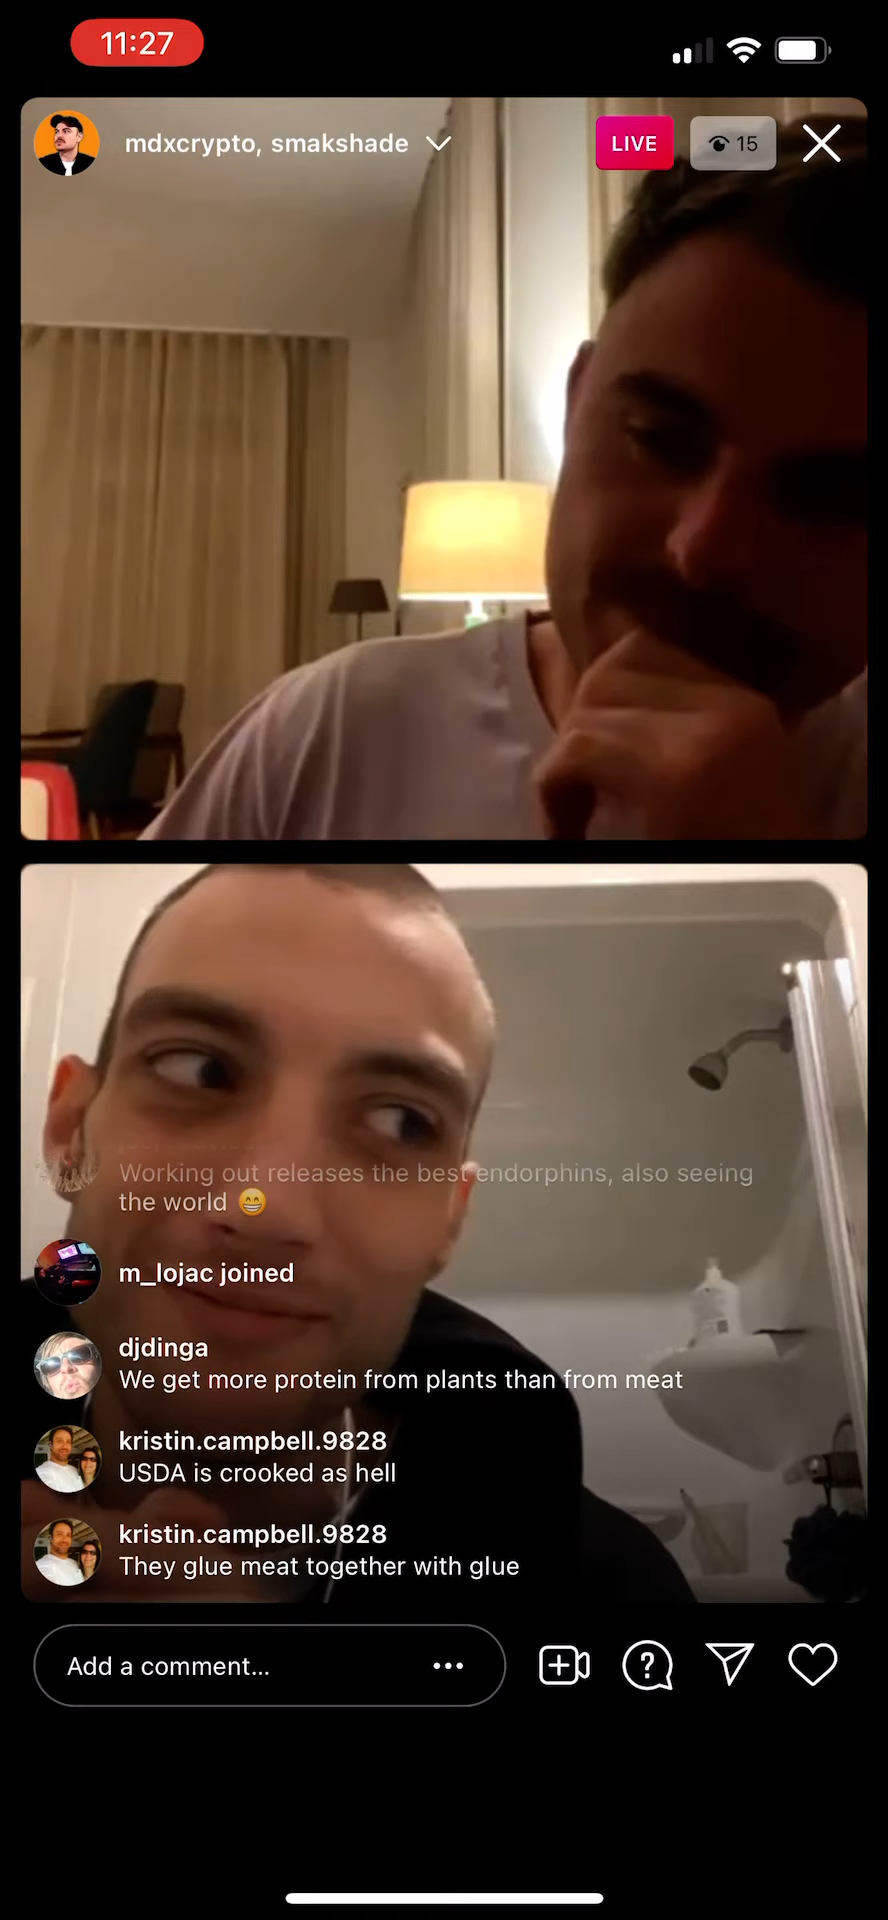 11:27
mdxcrypto, smakshade
LIVE
15
Working out releases the best endorphins, also seeing
the world 😁
m_lojac joined
djdinga
We get more protein from plants than from meat
kristin.campbell.9828
USDA is crooked as hell
kristin.campbell.9828
They glue meat together with glue
Add a comment...